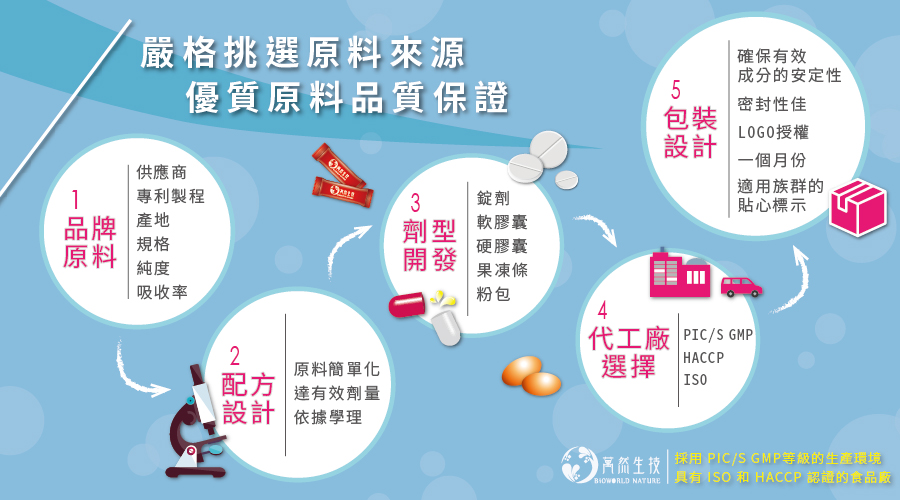 嚴格挑選原料來源
優質原料品質保證
1
品牌
原料
供應商
專利製程
產地
規格
純度
吸收率
2
配方
設計
原料簡單化
達有效劑量
依據學理
3
劑型
開發
錠劑
軟膠囊
硬膠囊
果凍條
粉包
4
代工廠
選擇
PIC/S GMP
HACCP
ISO
5
包裝
設計
確保有效
成分的安定性
密封性佳
LOGO授權
一個月份
適用族群的
貼心標示
萬然生技
BIOWORLD NATURE
採用 PIC/S GMP等級的生產環境
具有 ISO 和 HACCP 認證的食品廠